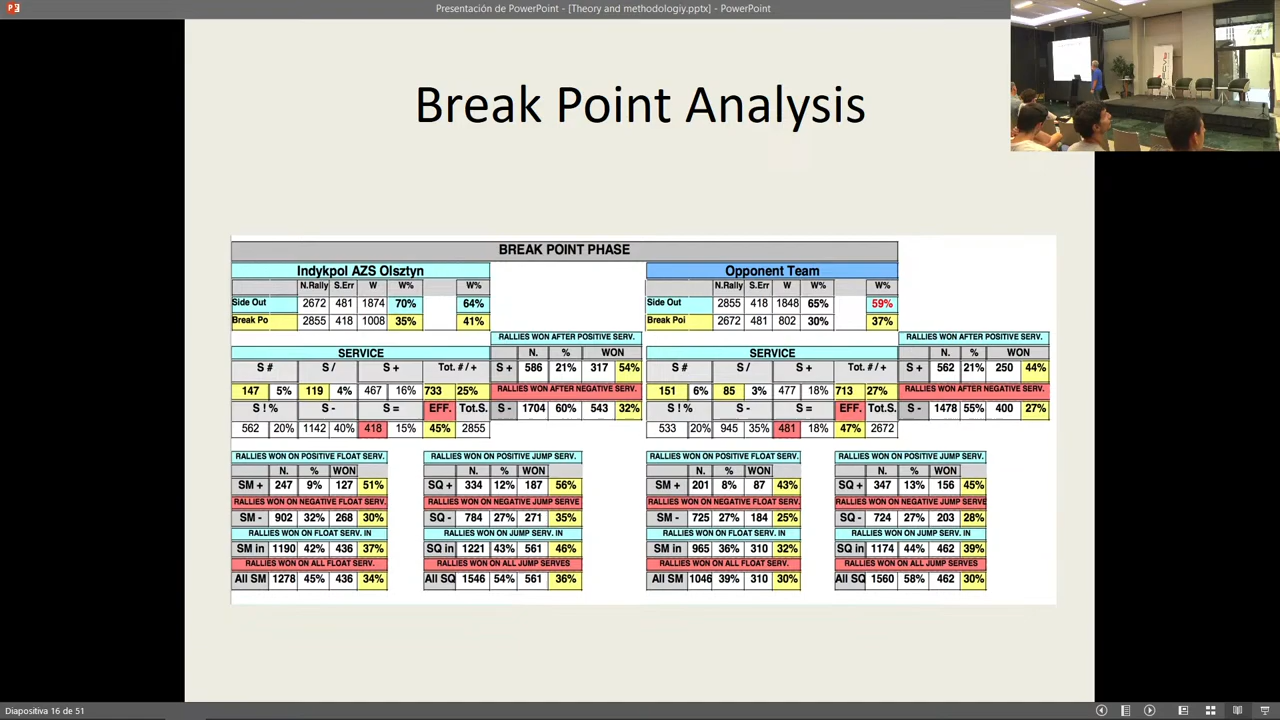 Presentación de PowerPoint - [Theory and methodologiy.pptx] - PowerPoint
Break Point Analysis
BREAK POINT PHASE
Indykpol AZS Olsztyn
N.Rally S.Err W W% W%
Side Out 2672 481 1874 70% 64%
Break Po 2855 418 1008 35% 41%
RALLIES WON AFTER POSITIVE SERV.
SERVICE N. % WON
S # S / S + Tot. # / + S + 586 21% 317 54%
147 5% 119 4% 467 16% 733 25% RALLIES WON AFTER NEGATIVE SERV.
S ! % S - S = EFF. Tot.S. S - 1704 60% 543 32%
562 20% 1142 40% 418 15% 45% 2855
RALLIES WON ON POSITIVE FLOAT SERV.
N. % WON
SM + 247 9% 127 51%
RALLIES WON ON NEGATIVE FLOAT SERV.
SM - 902 32% 268 30%
RALLIES WON ON FLOAT SERV. IN
SM in 1190 42% 436 37%
RALLIES WON ON ALL FLOAT SERV.
All SM 1278 45% 436 34%
RALLIES WON ON POSITIVE JUMP SERV.
N. % WON
SQ + 334 12% 187 56%
RALLIES WON ON NEGATIVE JUMP SERVE
SQ - 784 27% 271 35%
RALLIES WON ON JUMP SERV. IN
SQ in 1221 43% 561 46%
RALLIES WON ON ALL JUMP SERVES
All SQ 1546 54% 561 36%
Opponent Team
N.Rally S.Err W W% W%
Side Out 2855 418 1848 65% 59%
Break Poi 2672 481 802 30% 37%
RALLIES WON AFTER POSITIVE SERV.
SERVICE N. % WON
S # S / S + Tot. # / + S + 562 21% 250 44%
151 6% 85 3% 477 18% 713 27% RALLIES WON AFTER NEGATIVE SERV.
S ! % S - S = EFF. Tot.S. S - 1478 55% 400 27%
533 20% 945 35% 481 18% 47% 2672
RALLIES WON ON POSITIVE FLOAT SERV.
N. % WON
SM + 201 8% 87 43%
RALLIES WON ON NEGATIVE FLOAT SERV.
SM - 725 27% 184 25%
RALLIES WON ON FLOAT SERV. IN
SM in 965 36% 310 32%
RALLIES WON ON ALL FLOAT SERV.
All SM 1046 39% 310 30%
RALLIES WON ON POSITIVE JUMP SERV.
N. % WON
SQ + 347 13% 156 45%
RALLIES WON ON NEGATIVE JUMP SERVE
SQ - 724 27% 203 28%
RALLIES WON ON JUMP SERV. IN
SQ in 1174 44% 462 39%
RALLIES WON ON ALL JUMP SERVES
All SQ 1560 58% 462 30%
Diapositiva 16 de 51